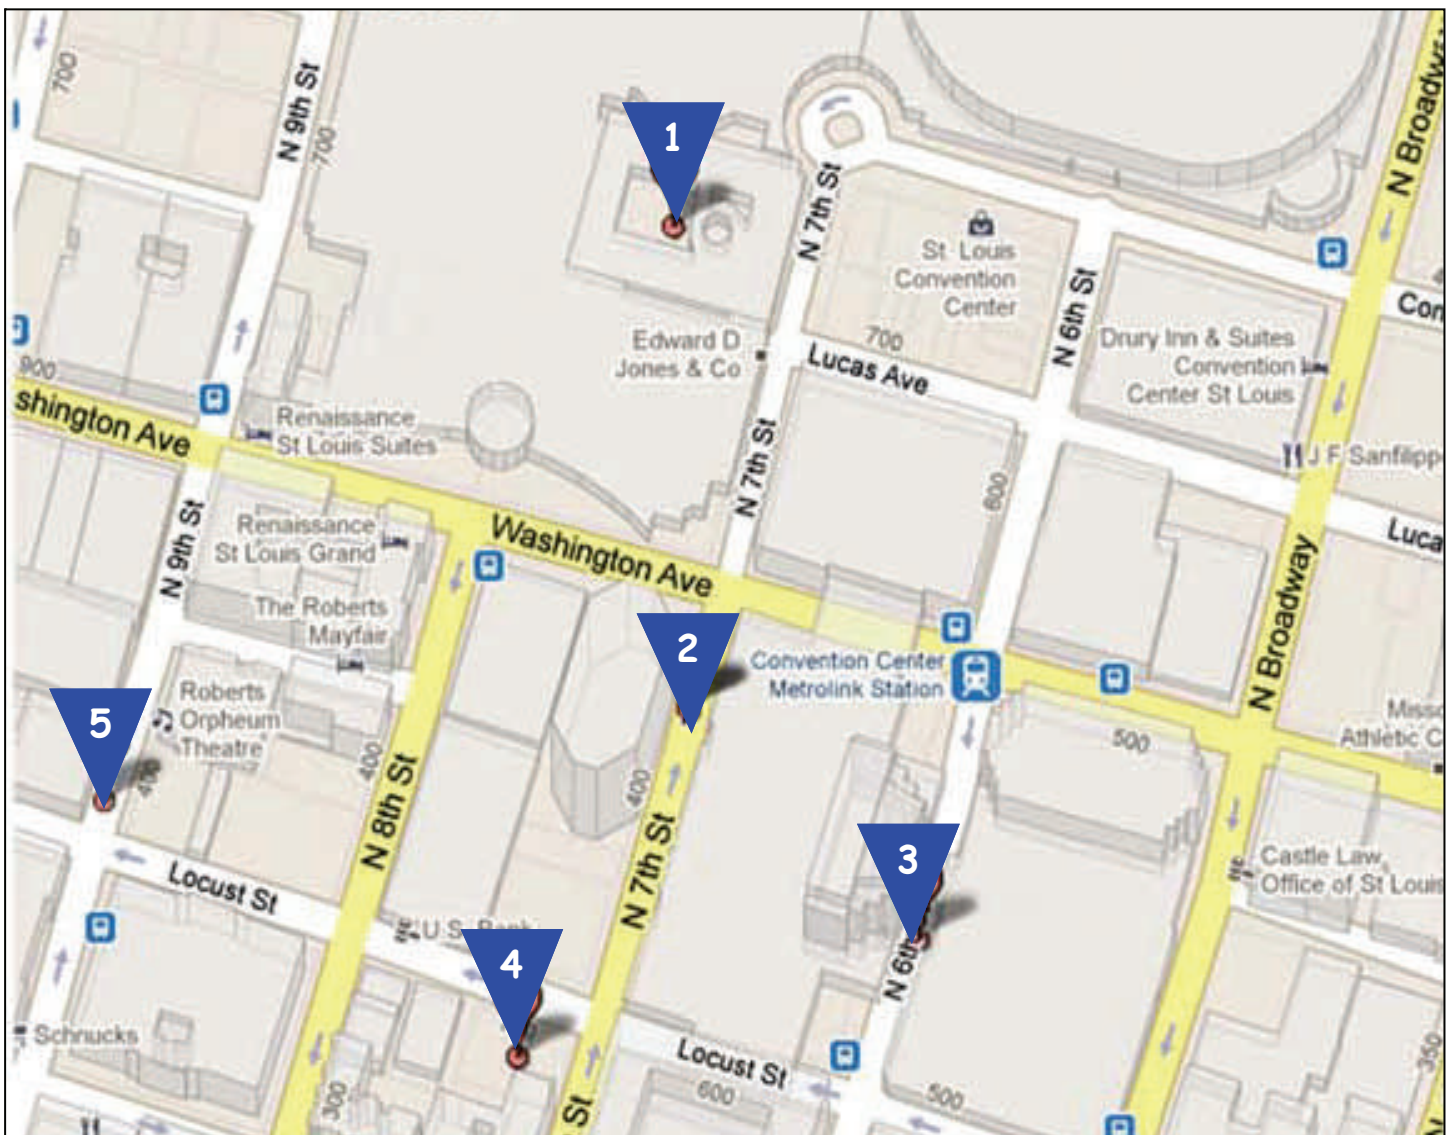 700
N 9th St
700
1
N 7th St
St Louis
Convention
Center
N Broadw
N 6th St
Con
900
Edward D
Jones & Co
700
Lucas Ave
Drury Inn & Suites
Convention
Center St Louis
shington Ave
Renaissance
St Louis Suites
N 7th St
600
J F Sanfilipp
Luca
Renaissance
St Louis Grand
Washington Ave
N 9th St
The Roberts
Mayfair
2
Convention Center
Metrolink Station
N Broadway
5
Roberts
Orpheum
Theatre
400
400
500
Misso
Athletic C
N 8th St
N 7th St
3
Castle Law
Office of St Louis
Locust St
U S Bank
4
N 6th
Schnucks
Locust St
600
500
300
350
St